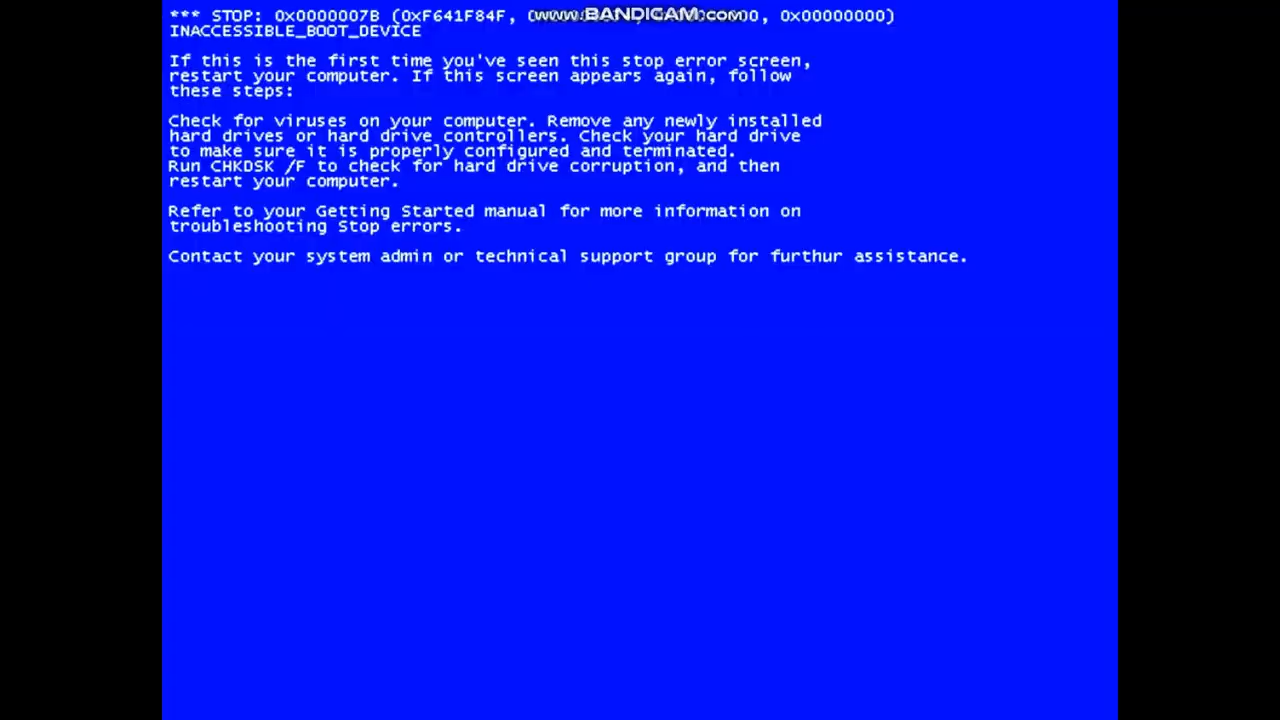 *** STOP: 0x0000007B (0xF641F84F, 0x00000000)
www.BANDICAM.com
INACCESSIBLE_BOOT_DEVICE
If this is the first time you've seen this stop error screen,
restart your computer. If this screen appears again, follow
these steps:
Check for viruses on your computer. Remove any newly installed
hard drives or hard drive controllers. Check your hard drive
to make sure it is properly configured and terminated.
Run CHKDSK /F to check for hard drive corruption, and then
restart your computer.
Refer to your Getting Started manual for more information on
troubleshooting Stop errors.
Contact your system admin or technical support group for furthur assistance.